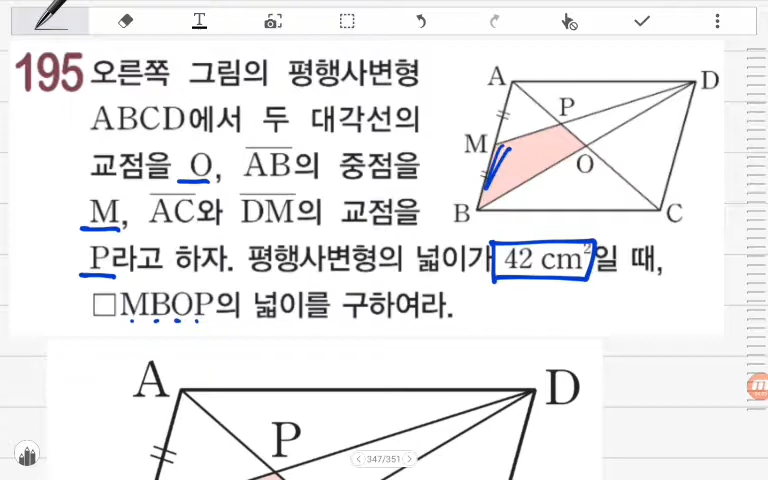 T
195 오른쪽 그림의 평행사변형
ABCD에서 두 대각선의
교점을 O, AB의 중점을
M, AC와 DM의 교점을
P라고 하자. 평행사변형의 넓이가 42 cm²일 때,
□MBOP의 넓이를 구하여라.
A
D
P
M
O
B
C
A
D
P
347/351